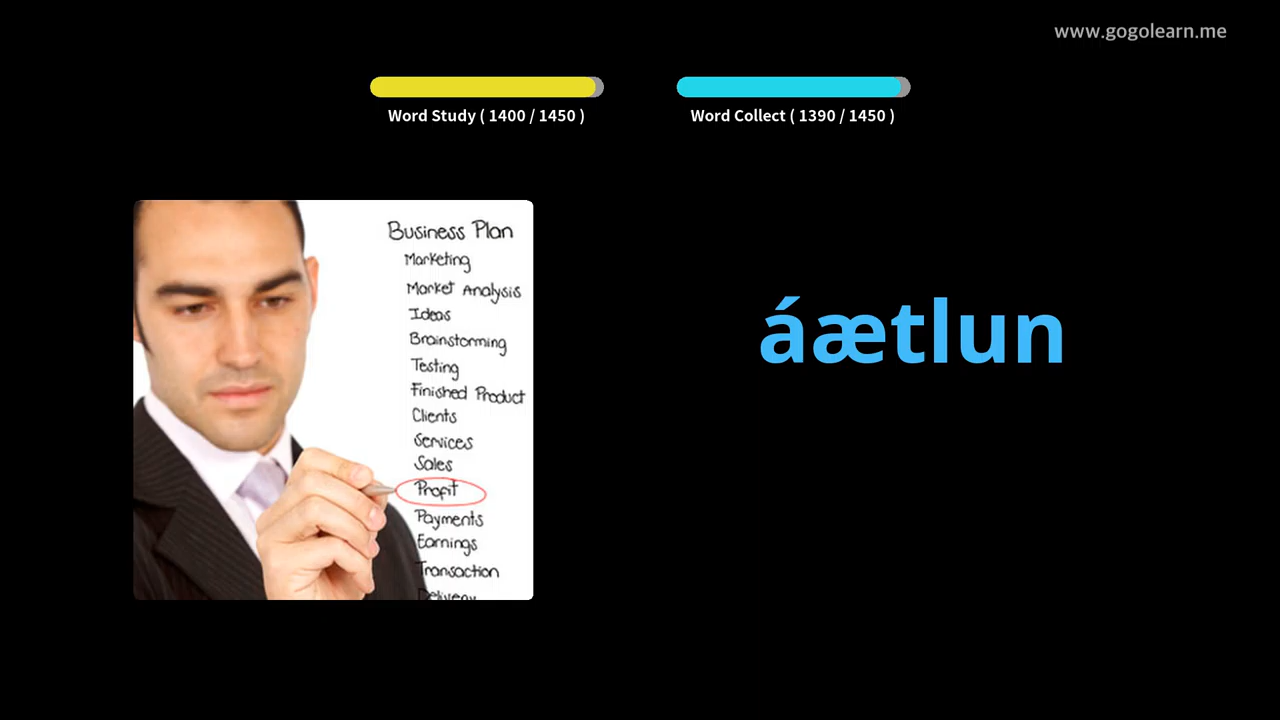 www.gogolearn.me
Word Study ( 1400 / 1450 )
Word Collect ( 1390 / 1450 )
Business Plan
Marketing
Market Analysis
Ideas
Brainstorming
Testing
Finished Product
Clients
Services
Sales
Profit
Payments
Earnings
Transaction
Delivery
áætlun